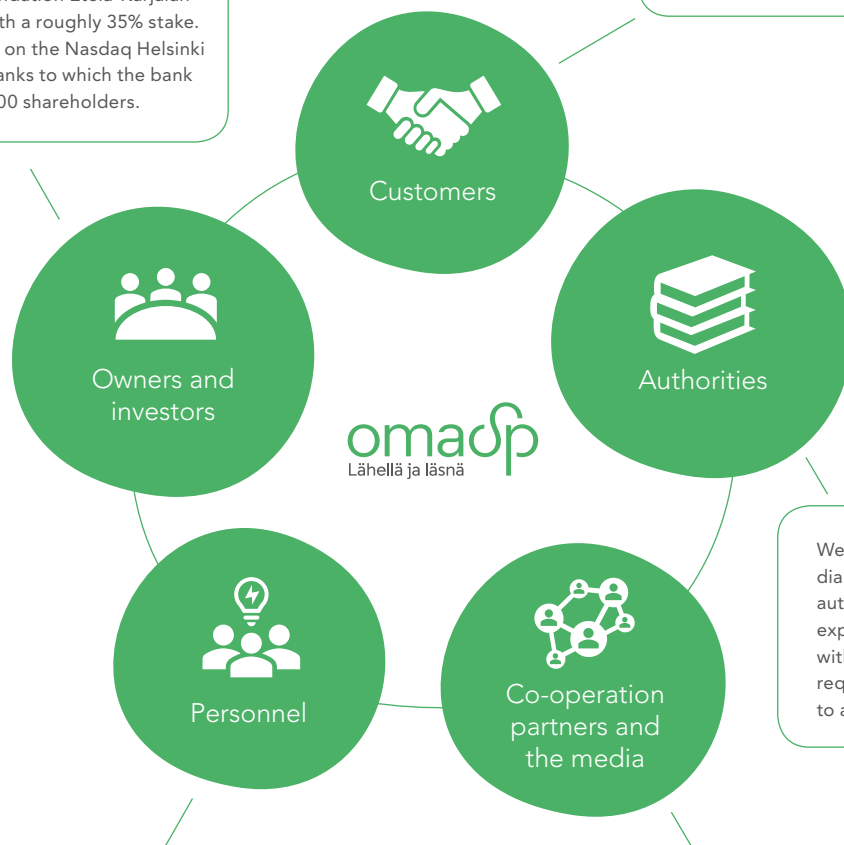 th a roughly 35% stake.
on the Nasdaq Helsinki
anks to which the bank
00 shareholders.
Customers
Owners and
investors
Authorities
omasp
Lähellä ja läsnä
We
dia
aut
exp
with
req
to a
Personnel
Co-operation
partners and
the media